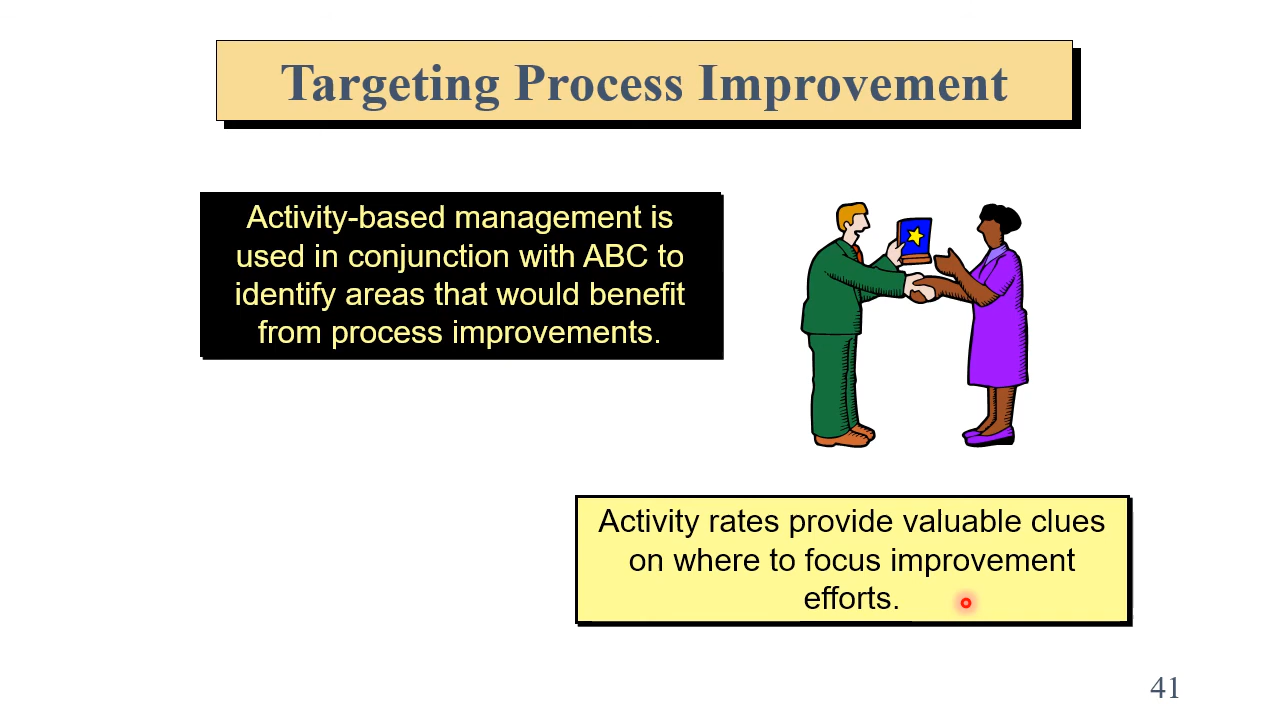 Targeting Process Improvement
Activity-based management is
used in conjunction with ABC to
identify areas that would benefit
from process improvements.
Activity rates provide valuable clues
on where to focus improvement
efforts.
41